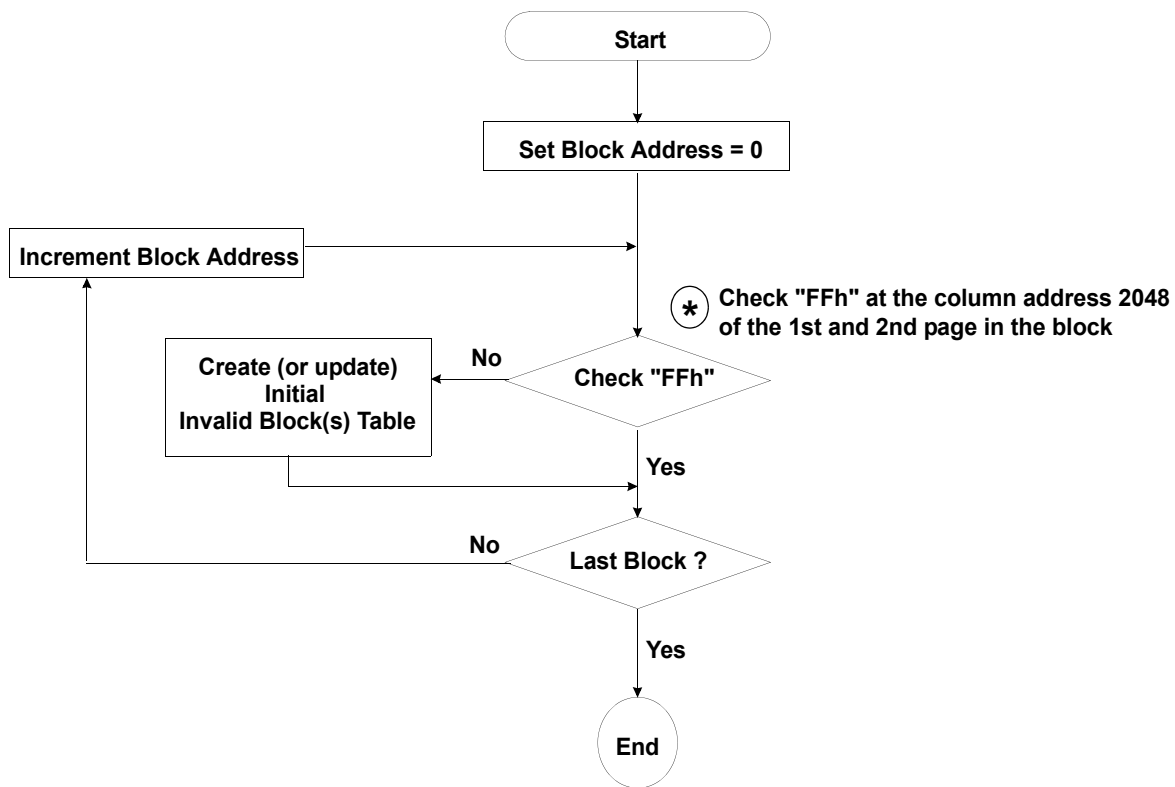 Start
Set Block Address = 0
Increment Block Address
*
Check "FFh" at the column address 2048
of the 1st and 2nd page in the block
No
Create (or update)
Initial
Invalid Block(s) Table
Check "FFh"
Yes
No
Last Block ?
Yes
End